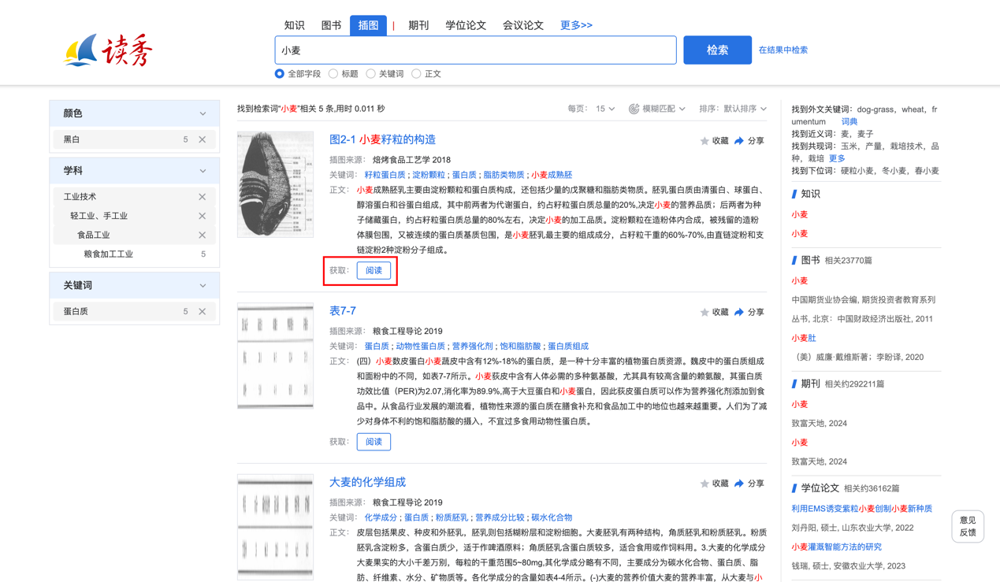 读秀
知识 图书 插图 | 期刊 学位论文 会议论文 更多>>
小麦
检索
在结果中检索
全部字段 标题 关键词 正文
颜色
黑白 5
学科
工业技术
轻工业、手工业
食品工业
粮食加工工业 5
关键词
蛋白质 5
找到检索词“小麦”相关 5 条,用时 0.011 秒
每页： 15 模糊匹配 排序：默认排序
图2-1 小麦籽粒的构造
收藏 分享
插图来源： 焙烤食品工艺学 2018
关键词： 籽粒蛋白质 ; 淀粉颗粒 ; 蛋白质 ; 脂肪类物质 ; 小麦成熟胚
正文： 小麦成熟胚乳主要由淀粉颗粒和蛋白质构成，还包括少量的戊聚糖和脂肪类物质。胚乳蛋白质由清蛋白、球蛋白、
醇溶蛋白和谷蛋白组成，其中前两者为代谢蛋白，约占籽粒蛋白质总量的20%,决定小麦的营养品质；后两者为种
子储藏蛋白，约占籽粒蛋白质总量的80%左右，决定小麦的加工品质。淀粉颗粒在造粉体内合成，被残留的造粉
体膜包围，又被连续的蛋白质基质包围，是小麦胚乳最主要的组成成分，占籽粒干重的60%-70%,由直链淀粉和支
链淀粉2种淀粉分子组成。
获取： 阅读
表7-7
收藏 分享
插图来源： 粮食工程导论 2019
关键词： 蛋白质 ; 动物性蛋白质 ; 营养强化剂 ; 饱和脂肪酸 ; 蛋白质组成
正文： (四）小麦数皮蛋白小麦蔬皮中含有12%-18%的蛋白质，是一种十分丰富的植物蛋白质资源。魏皮中的蛋白质组成
和面粉中的不同，如表7-7所示。小麦荻皮中含有人体必需的多种氨基酸，尤其具有较高含量的赖氨酸，其蛋白质
功效比值（PER)为2.07,消化率为89.9%,高于大豆蛋白和小麦蛋白，因此荻皮蛋白质可以作为营养强化剂添加到食
品中。从食品行业发展的潮流看，植物性来源的蛋白质在膳食补充和食品加工中的地位也越来越重要。人们为了减
少对身体不利的饱和脂肪酸的摄入，不宜过多食用动物性蛋白质。
获取： 阅读
大麦的化学组成
收藏 分享
插图来源： 粮食工程导论 2019
关键词： 化学成分 ; 蛋白质 ; 粉质胚乳 ; 营养成分比较 ; 碳水化合物
正文： 皮层包括果皮、种皮和外胚乳，胚乳则包括糊粉层和淀粉细胞。大麦胚乳有两种结构，角质胚乳和粉质胚乳。粉质
胚乳含淀粉多，含蛋白质少，适于作啤酒原料；角质胚乳含蛋白质较多，适合食用或作饲料用。3.大麦的化学成分
大麦果实的大小千差万别，每粒的干重范围5~80mg,其化学成分略有不同，主要成分为碳水化合物、蛋白质、脂
肪、纤维素、水分、矿物质等。各化学成分的含量如表4-4所示。(-)大麦的营养价值大麦的营养丰富，从大麦与小
找到外文关键词：dog-grass，wheat，fr
umentum 词典
找到近义词：麦，麦子
找到共现词：玉米，产量，栽培技术，品
种，栽培 更多
找到下位词：硬粒小麦，冬小麦，春小麦
知识
小麦
小麦
图书 相关23770篇
小麦
中国期货业协会编, 期货投资者教育系列
丛书, 北京：中国财政经济出版社, 2011
小麦肚
（美）威廉·戴维斯著；李盼译, 2020
期刊 相关约292211篇
小麦
致富天地, 2024
小麦
致富天地, 2024
学位论文 相关约36162篇
利用EMS诱变紫粒小麦创制小麦新种质
刘丹阳, 硕士, 山东农业大学, 2022
小麦灌溉智能方法的研究
钱瑞, 硕士, 安徽农业大学, 2023
意见
反馈